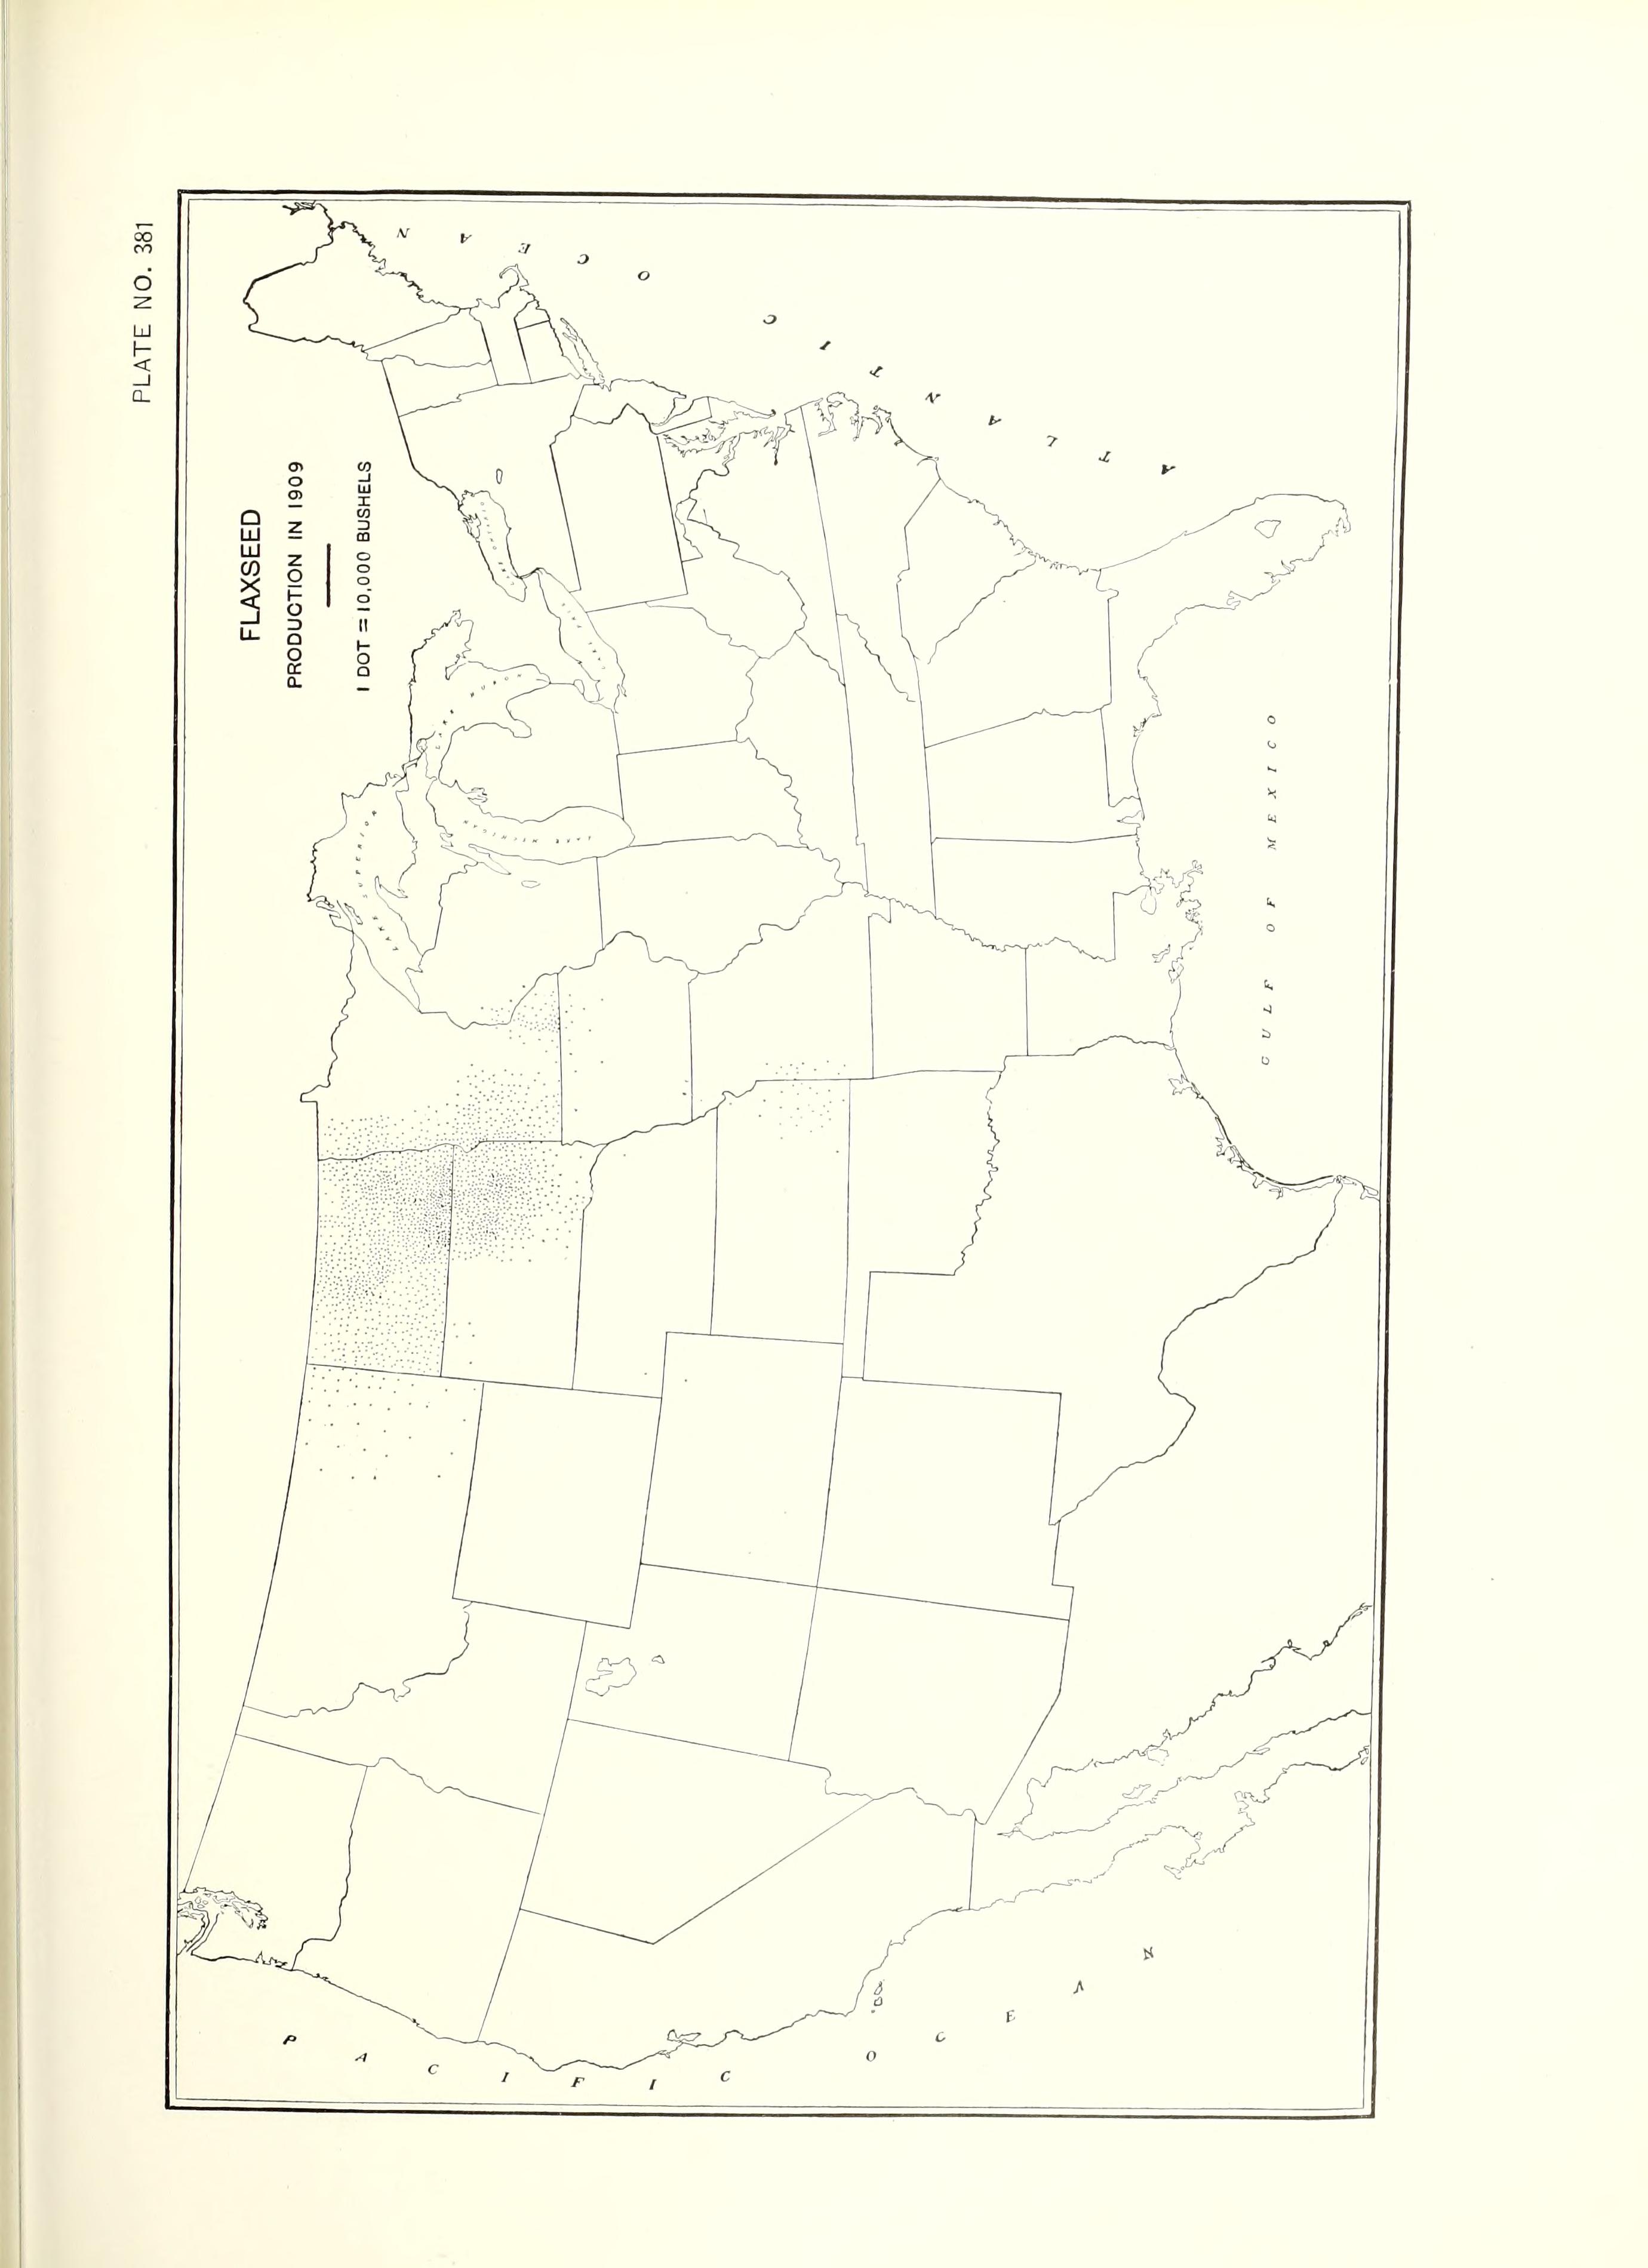 PLATE NO. 381
FLAXSEED
PRODUCTION IN 1909
1 DOT = 10,000 BUSHELS
LAKE SUPERIOR
LAKE MICHIGAN
LAKE HURON
LAKE ERIE
LAKE ONTARIO
ATLANTIC OCEAN
GULF OF MEXICO
PACIFIC OCEAN